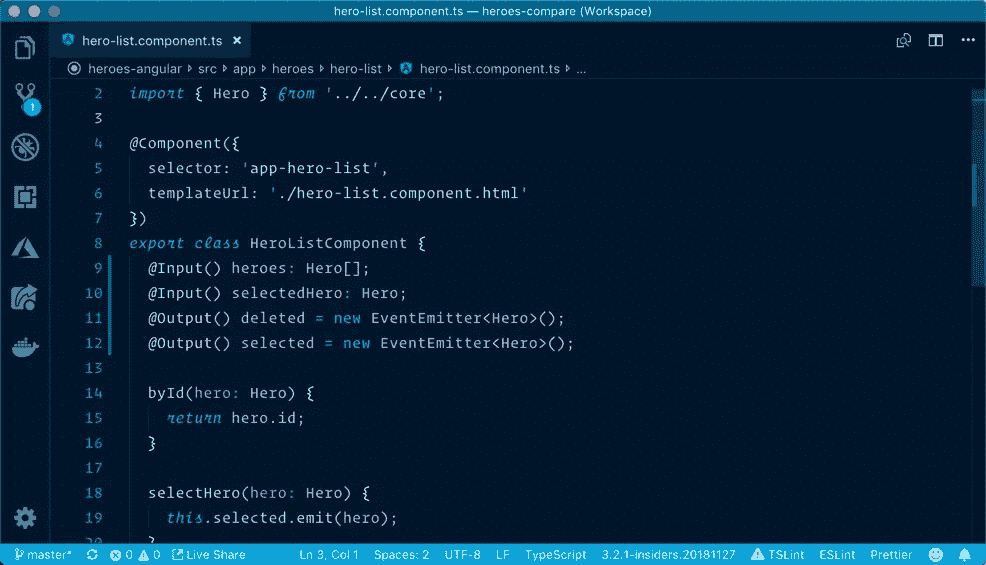 hero-list.component.ts — heroes-compare (Workspace)
hero-list.component.ts ×
heroes-angular ▸ src ▸ app ▸ heroes ▸ hero-list ▸ hero-list.component.ts ▸ ...
2 import { Hero } from '../../core';
3
4 @Component({
5 selector: 'app-hero-list',
6 templateUrl: './hero-list.component.html'
7 })
8 export class HeroListComponent {
9 @Input() heroes: Hero[];
10 @Input() selectedHero: Hero;
11 @Output() deleted = new EventEmitter<Hero>();
12 @Output() selected = new EventEmitter<Hero>();
13
14 byId(hero: Hero) {
15 return hero.id;
16 }
17
18 selectHero(hero: Hero) {
19 this.selected.emit(hero);
20 }
1
master* 0 0 Live Share Ln 3, Col 1 Spaces: 2 UTF-8 LF TypeScript 3.2.1-insiders.20181127 TSLint ESLint Prettier